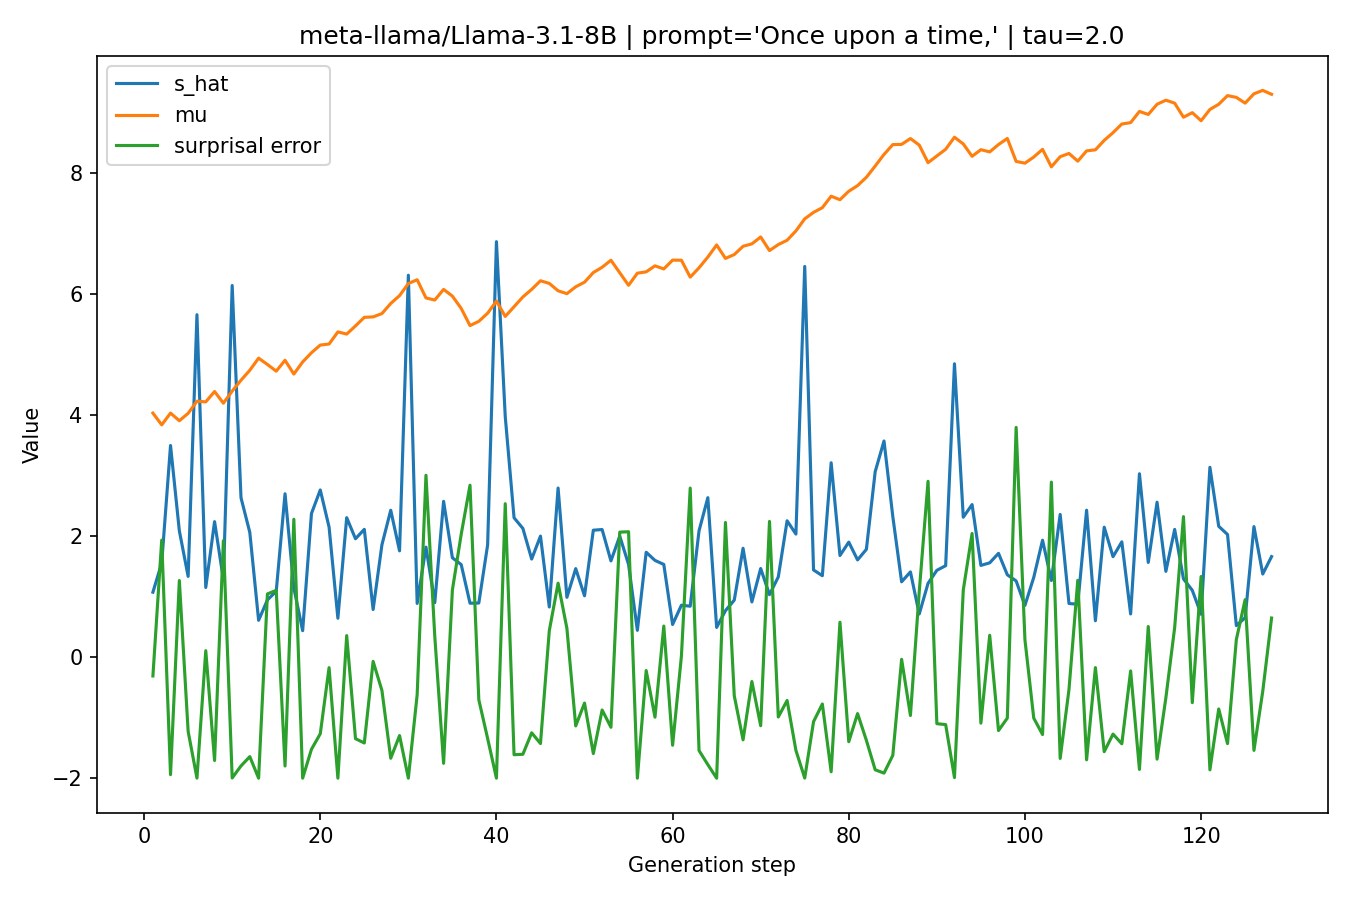 meta-llama/Llama-3.1-8B | prompt='Once upon a time,' | tau=2.0
s_hat
mu
surprisal error
8
6
4
2
0
−2
Value
0 20 40 60 80 100 120
Generation step